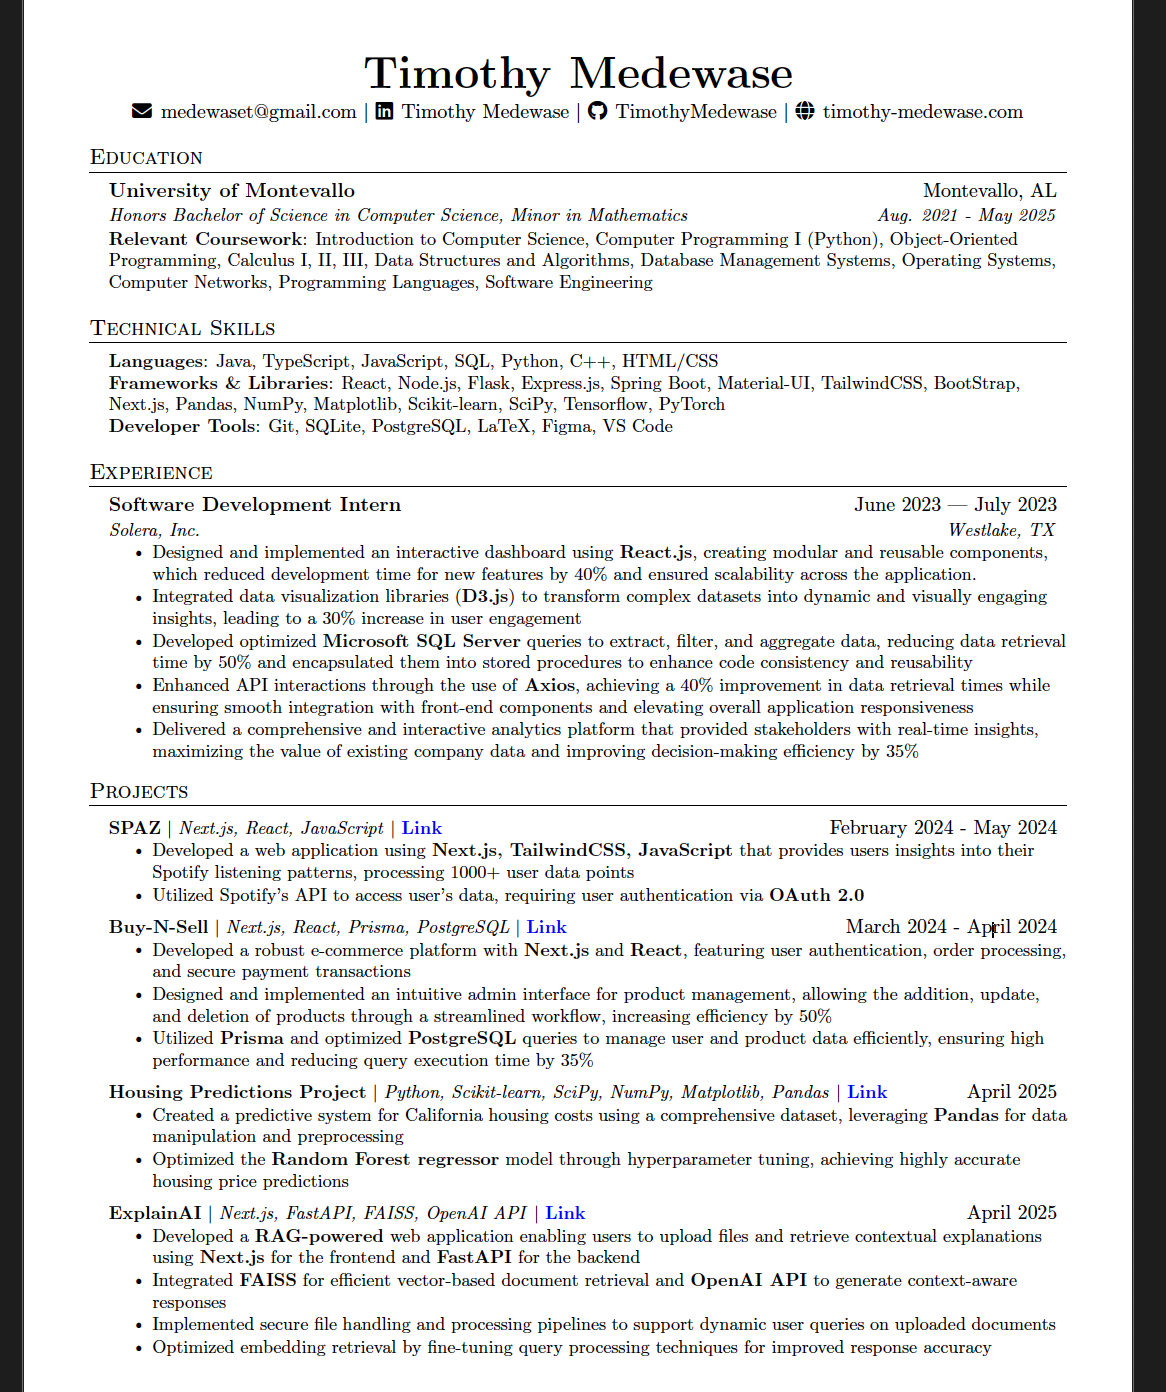 Timothy Medewase
medewaset@gmail.com | Timothy Medewase | TimothyMedewase | timothy-medewase.com
Education
University of Montevallo Montevallo, AL
Honors Bachelor of Science in Computer Science, Minor in Mathematics Aug. 2021 - May 2025
Relevant Coursework: Introduction to Computer Science, Computer Programming I (Python), Object-Oriented
Programming, Calculus I, II, III, Data Structures and Algorithms, Database Management Systems, Operating Systems,
Computer Networks, Programming Languages, Software Engineering
Technical Skills
Languages: Java, TypeScript, JavaScript, SQL, Python, C++, HTML/CSS
Frameworks & Libraries: React, Node.js, Flask, Express.js, Spring Boot, Material-UI, TailwindCSS, BootStrap,
Next.js, Pandas, NumPy, Matplotlib, Scikit-learn, SciPy, Tensorflow, PyTorch
Developer Tools: Git, SQLite, PostgreSQL, LaTeX, Figma, VS Code
Experience
Software Development Intern June 2023 — July 2023
Solera, Inc. Westlake, TX
• Designed and implemented an interactive dashboard using React.js, creating modular and reusable components,
which reduced development time for new features by 40% and ensured scalability across the application.
• Integrated data visualization libraries (D3.js) to transform complex datasets into dynamic and visually engaging
insights, leading to a 30% increase in user engagement
• Developed optimized Microsoft SQL Server queries to extract, filter, and aggregate data, reducing data retrieval
time by 50% and encapsulated them into stored procedures to enhance code consistency and reusability
• Enhanced API interactions through the use of Axios, achieving a 40% improvement in data retrieval times while
ensuring smooth integration with front-end components and elevating overall application responsiveness
• Delivered a comprehensive and interactive analytics platform that provided stakeholders with real-time insights,
maximizing the value of existing company data and improving decision-making efficiency by 35%
Projects
SPAZ | Next.js, React, JavaScript | Link February 2024 - May 2024
• Developed a web application using Next.js, TailwindCSS, JavaScript that provides users insights into their
Spotify listening patterns, processing 1000+ user data points
• Utilized Spotify's API to access user's data, requiring user authentication via OAuth 2.0
Buy-N-Sell | Next.js, React, Prisma, PostgreSQL | Link March 2024 - April 2024
• Developed a robust e-commerce platform with Next.js and React, featuring user authentication, order processing,
and secure payment transactions
• Designed and implemented an intuitive admin interface for product management, allowing the addition, update,
and deletion of products through a streamlined workflow, increasing efficiency by 50%
• Utilized Prisma and optimized PostgreSQL queries to manage user and product data efficiently, ensuring high
performance and reducing query execution time by 35%
Housing Predictions Project | Python, Scikit-learn, SciPy, NumPy, Matplotlib, Pandas | Link April 2025
• Created a predictive system for California housing costs using a comprehensive dataset, leveraging Pandas for data
manipulation and preprocessing
• Optimized the Random Forest regressor model through hyperparameter tuning, achieving highly accurate
housing price predictions
ExplainAI | Next.js, FastAPI, FAISS, OpenAI API | Link April 2025
• Developed a RAG-powered web application enabling users to upload files and retrieve contextual explanations
using Next.js for the frontend and FastAPI for the backend
• Integrated FAISS for efficient vector-based document retrieval and OpenAI API to generate context-aware
responses
• Implemented secure file handling and processing pipelines to support dynamic user queries on uploaded documents
• Optimized embedding retrieval by fine-tuning query processing techniques for improved response accuracy